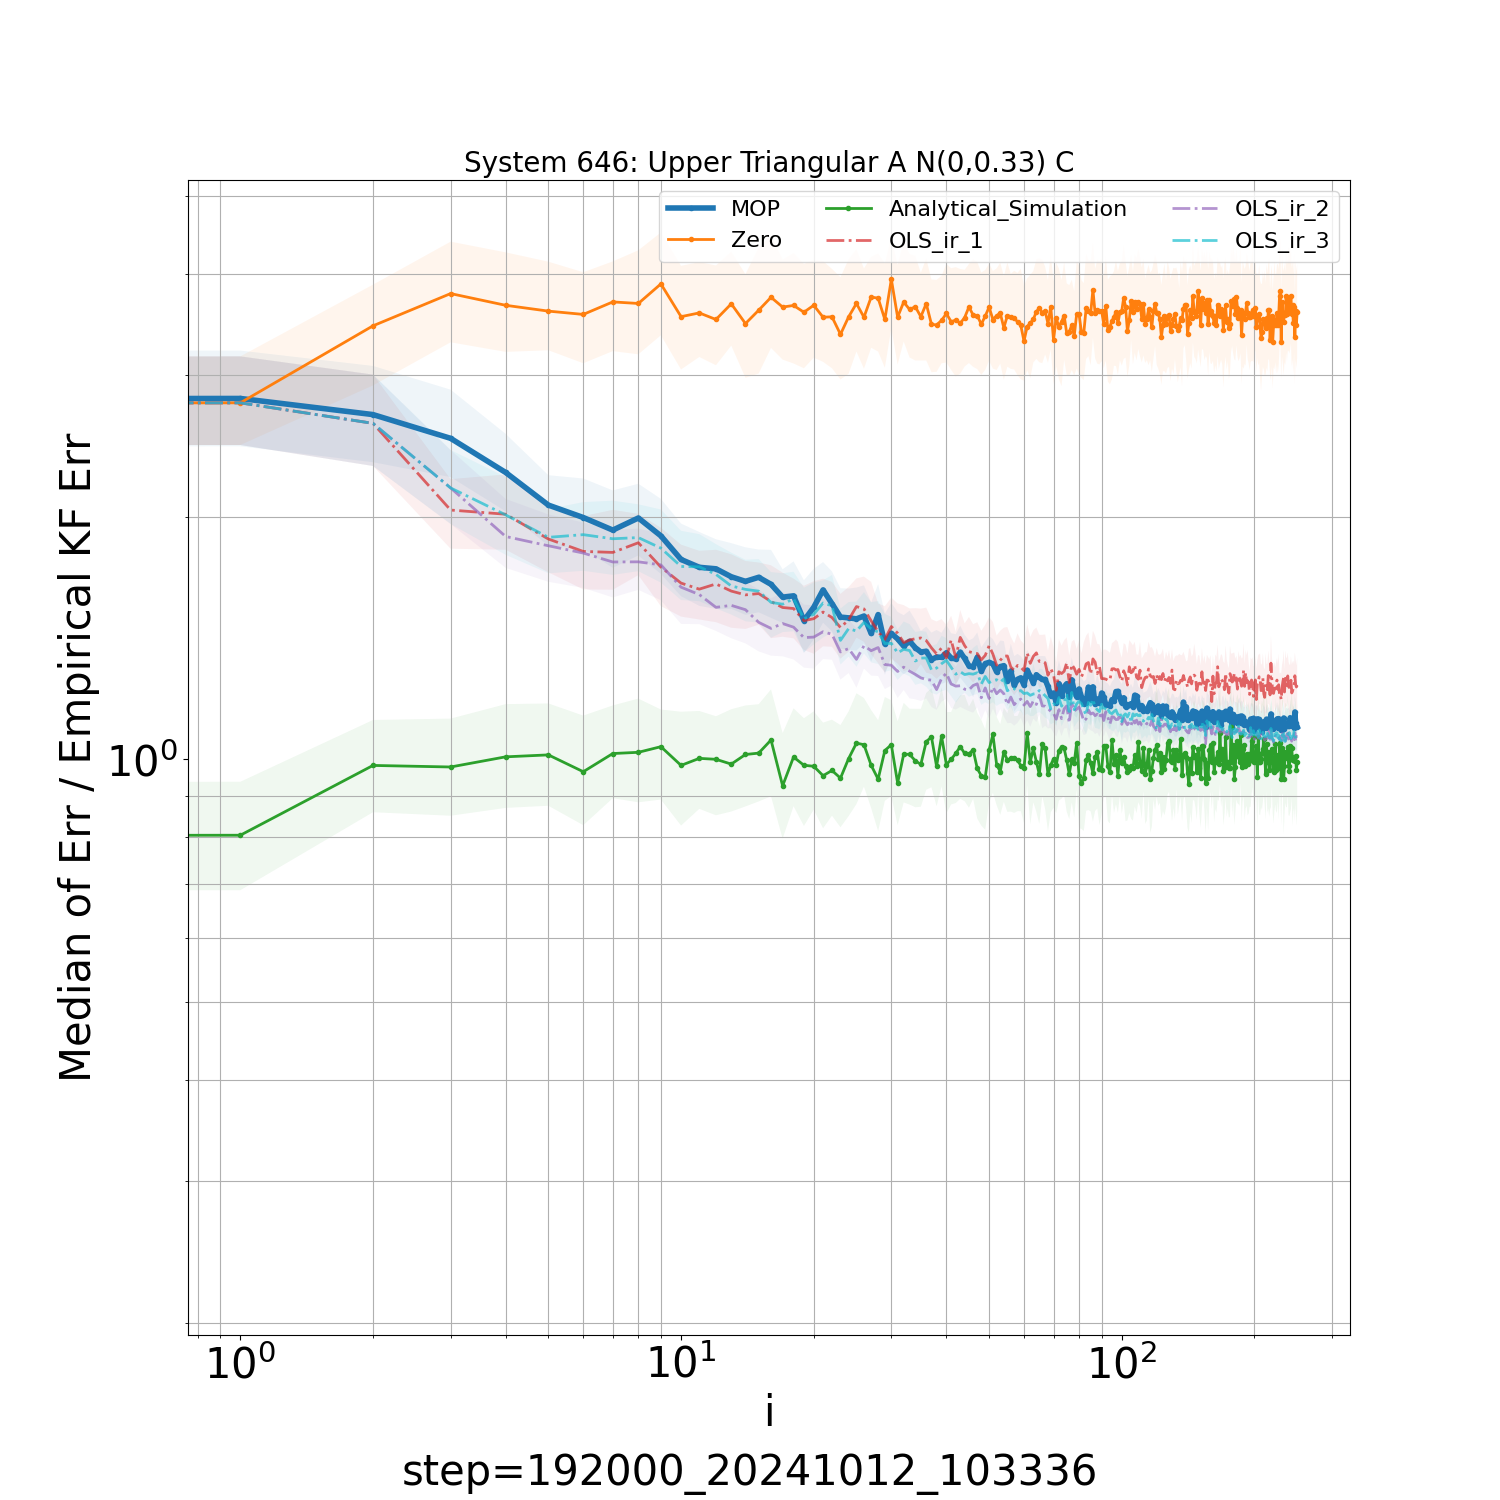 System 646: Upper Triangular A N(0,0.33) C
MOP
Zero
Analytical_Simulation
OLS_ir_1
OLS_ir_2
OLS_ir_3
Median of Err / Empirical KF Err
10⁰
10⁰
10¹
10²
i
step=192000_20241012_103336